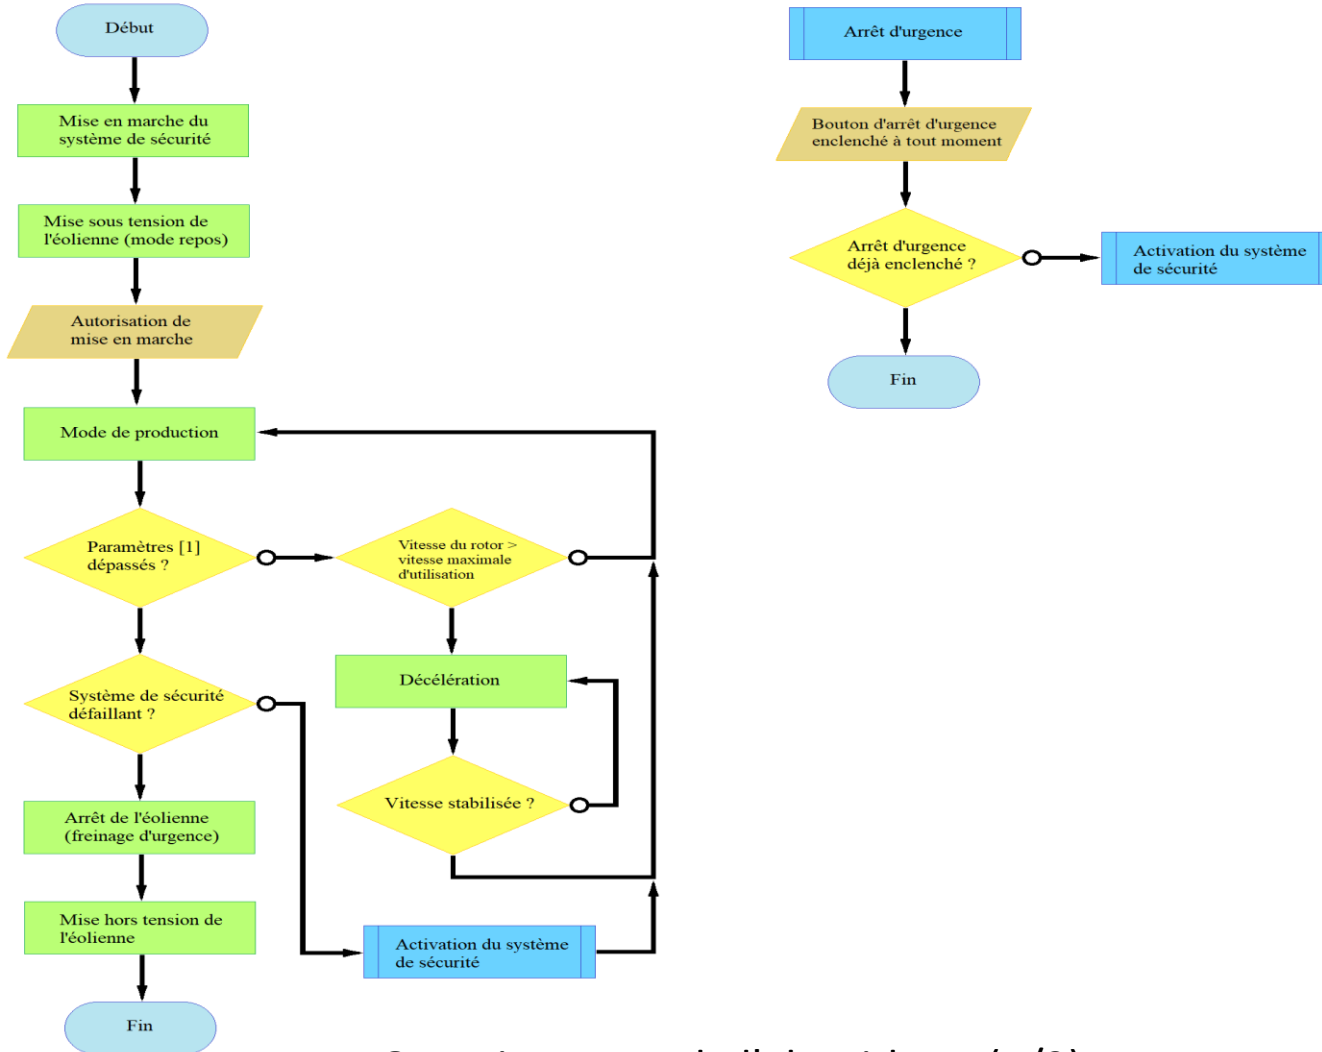 Début
Mise en marche du
système de sécurité
Mise sous tension de
l'éolienne (mode repos)
Autorisation de
mise en marche
Mode de production
Paramètres [1]
dépassés ?
Vitesse du rotor >
vitesse maximale
d'utilisation
Système de sécurité
défaillant ?
Décélération
Vitesse stabilisée ?
Arrêt de l'éolienne
(freinage d'urgence)
Mise hors tension de
l'éolienne
Activation du système
de sécurité
Fin
Arrêt d'urgence
Bouton d'arrêt d'urgence
enclenché à tout moment
Arrêt d'urgence
déjà enclenché ?
Activation du système
de sécurité
Fin